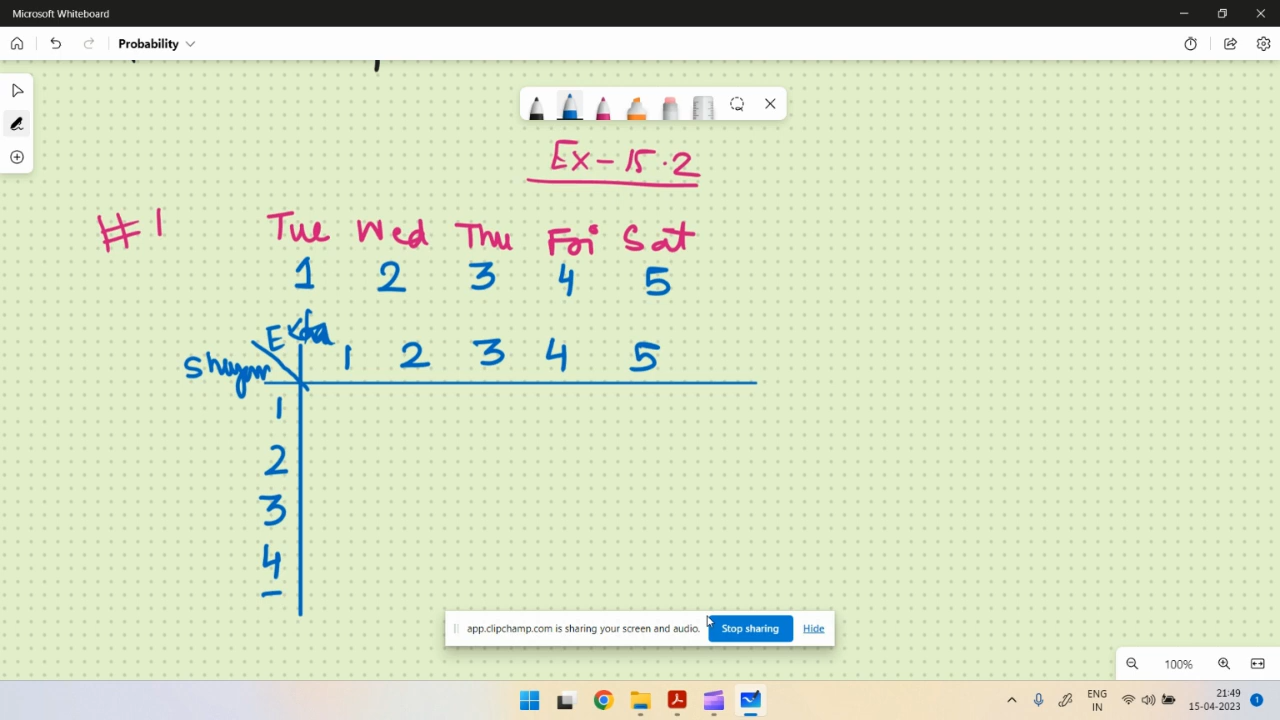 Microsoft Whiteboard
Probability
Ex-15.2
#1
Tue Wed Thu Fri Sat
1 2 3 4 5
Ekta
Shyam 1 2 3 4 5
1
2
3
4
app.clipchamp.com is sharing your screen and audio. Stop sharing Hide
100%
ENG
IN
21:49
15-04-2023
1